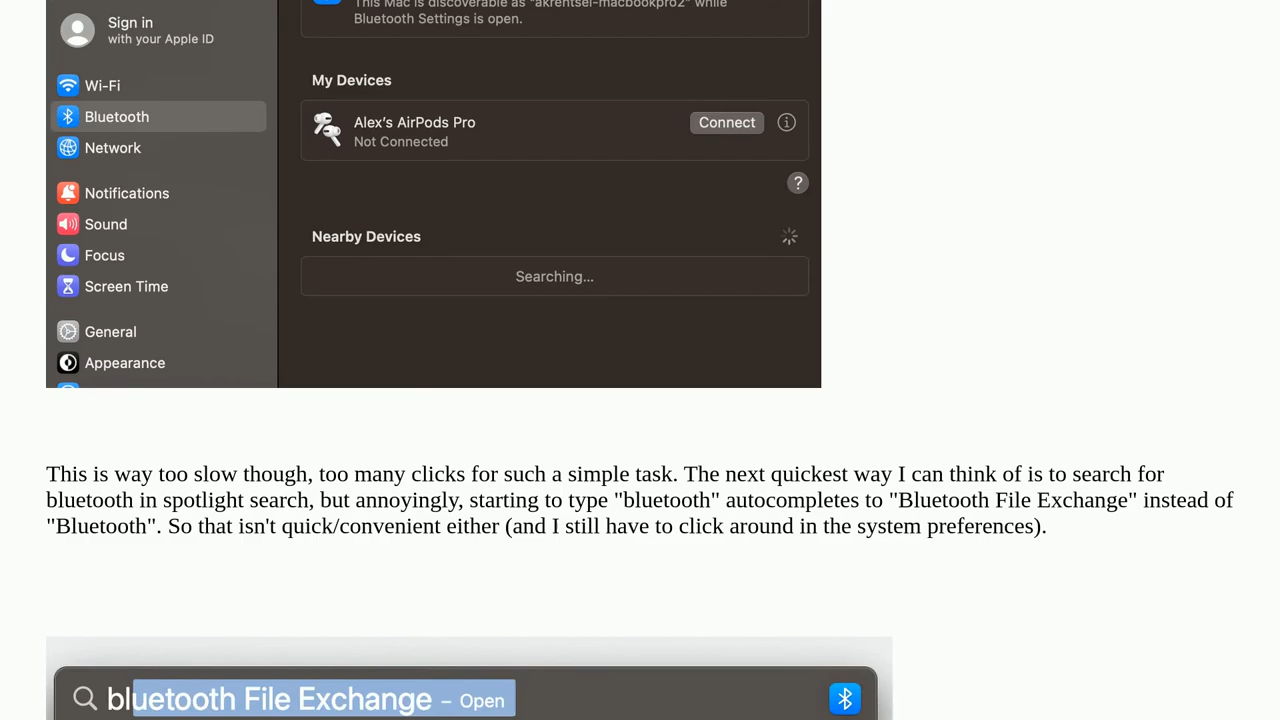 This Mac is discoverable as "akrentsel-macbookpro2" while
Bluetooth Settings is open.
Sign in
with your Apple ID
Wi-Fi
Bluetooth
Network
Notifications
Sound
Focus
Screen Time
General
Appearance
My Devices
Alex's AirPods Pro
Not Connected
Connect
?
Nearby Devices
Searching...
This is way too slow though, too many clicks for such a simple task. The next quickest way I can think of is to search for
bluetooth in spotlight search, but annoyingly, starting to type "bluetooth" autocompletes to "Bluetooth File Exchange" instead of
"Bluetooth". So that isn't quick/convenient either (and I still have to click around in the system preferences).
bluetooth File Exchange – Open